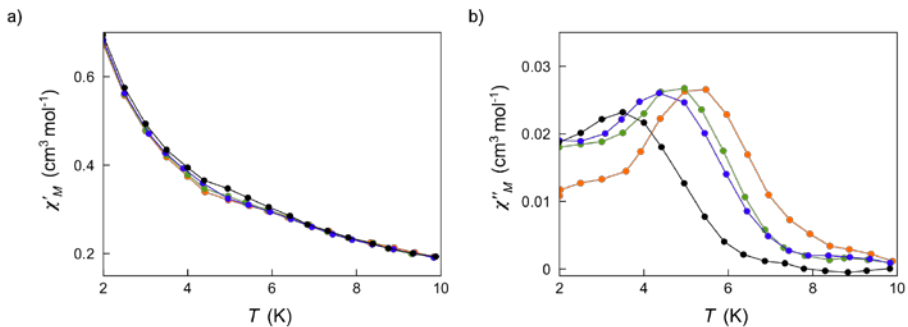 a)
b)
0.6
0.4
0.2
χ′M (cm³ mol⁻¹)
2 4 6 8 10
T (K)
0.03
0.02
0.01
0
χ″M (cm³ mol⁻¹)
2 4 6 8 10
T (K)